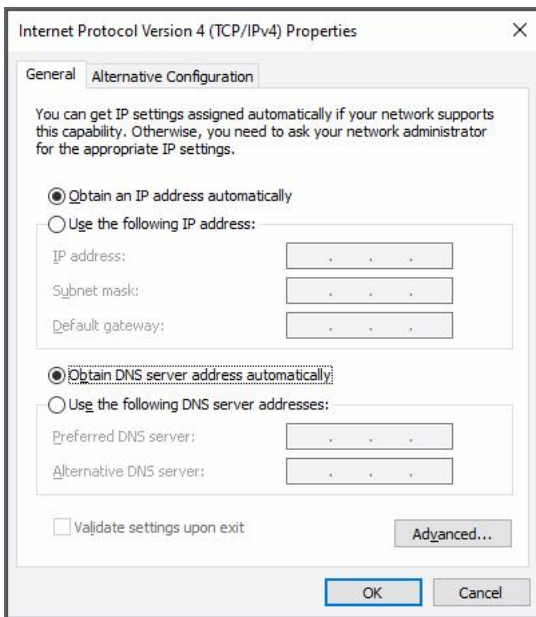 Internet Protocol Version 4 (TCP/IPv4) Properties
General
Alternative Configuration
You can get IP settings assigned automatically if your network supports
this capability. Otherwise, you need to ask your network administrator
for the appropriate IP settings.
Obtain an IP address automatically
Use the following IP address:
IP address:
Subnet mask:
Default gateway:
Obtain DNS server address automatically
Use the following DNS server addresses:
Preferred DNS server:
Alternative DNS server:
Validate settings upon exit
Advanced...
OK
Cancel